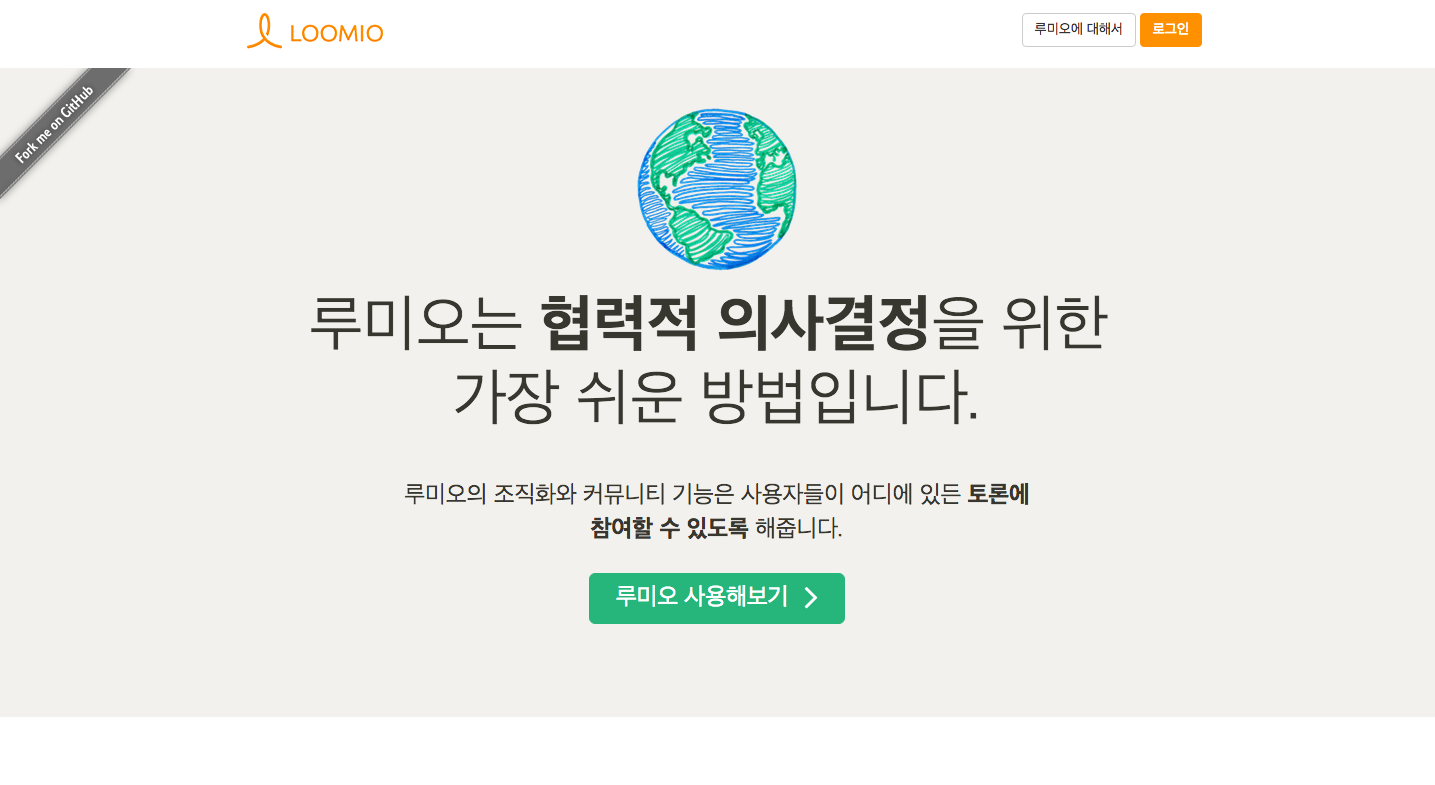 LOOMIO
루미오에 대해서
로그인
Fork me on GitHub
루미오는 협력적 의사결정을 위한
가장 쉬운 방법입니다.
루미오의 조직화와 커뮤니티 기능은 사용자들이 어디에 있든 토론에
참여할 수 있도록 해줍니다.
루미오 사용해보기